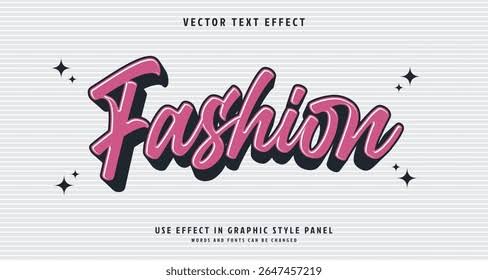 VECTOR TEXT EFFECT
Fashion
USE EFFECT IN GRAPHIC STYLE PANEL
WORDS AND FONTS CAN BE CHANGED
shutterstock.com · 2647457219